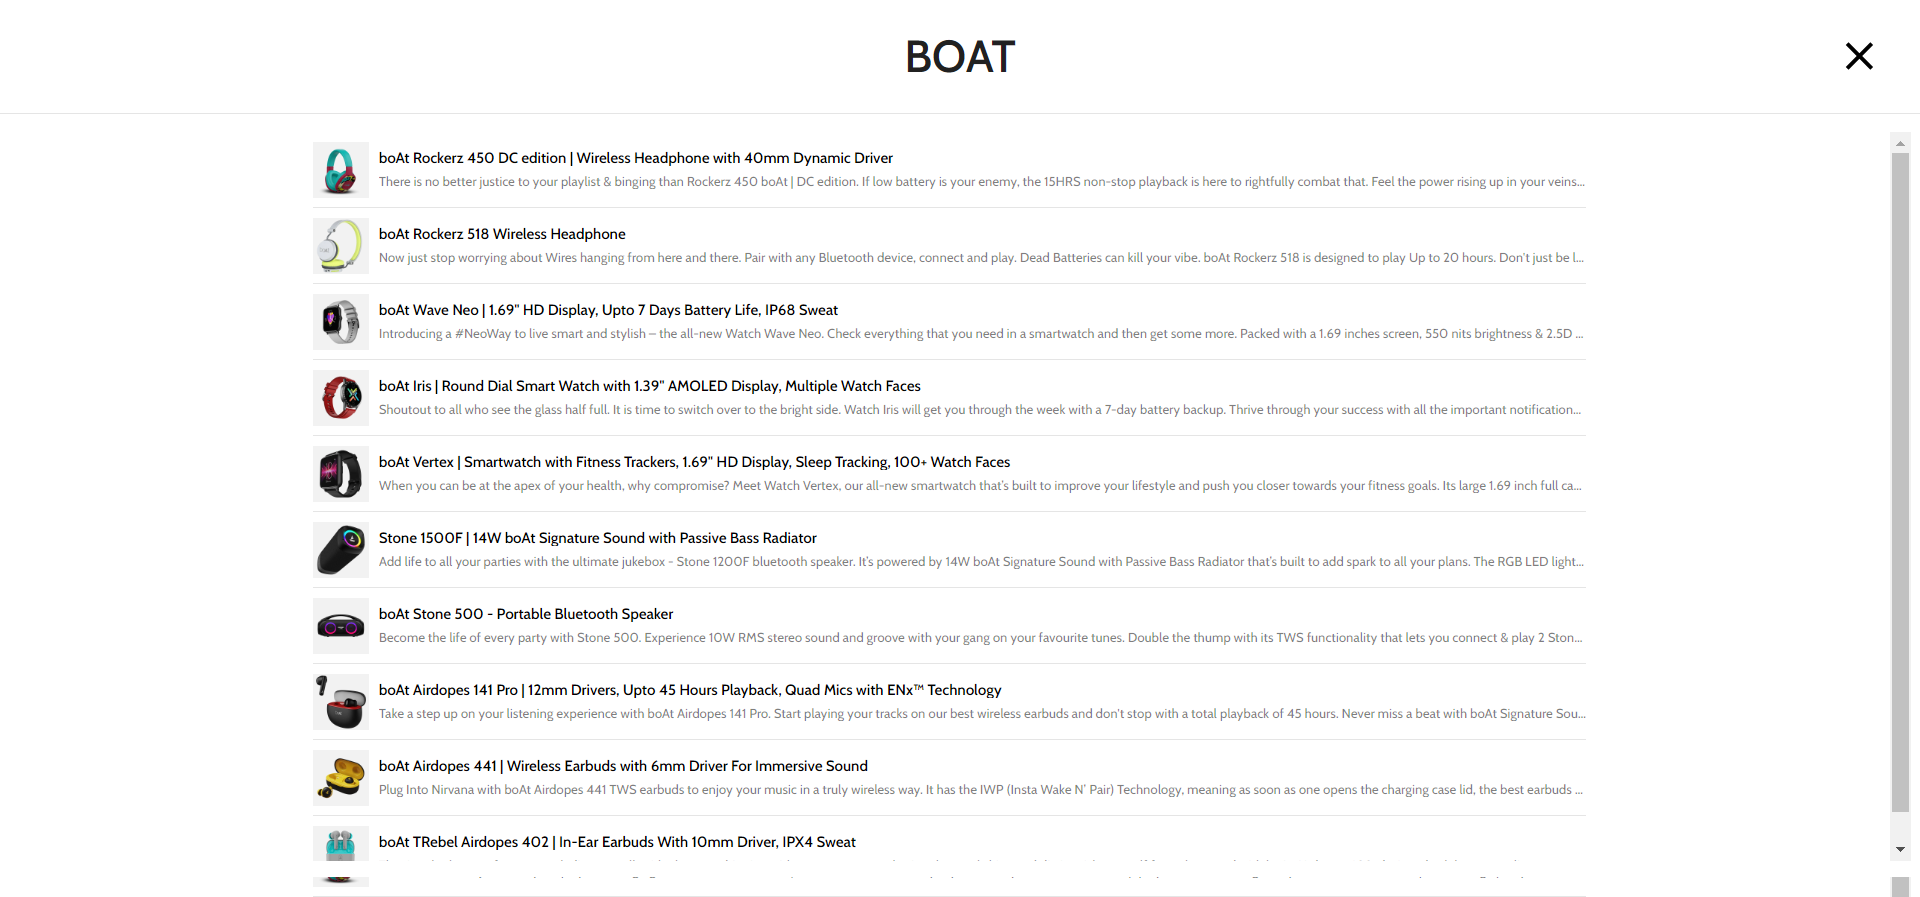 BOAT
boAt Rockerz 450 DC edition | Wireless Headphone with 40mm Dynamic Driver
There is no better justice to your playlist & binging than Rockerz 450 boAt | DC edition. If low battery is your enemy, the 15HRS non-stop playback is here to rightfully combat that. Feel the power rising up in your veins...
boAt Rockerz 518 Wireless Headphone
Now just stop worrying about Wires hanging from here and there. Pair with any Bluetooth device, connect and play. Dead Batteries can kill your vibe. boAt Rockerz 518 is designed to play Up to 20 hours. Don't just be l...
boAt Wave Neo | 1.69" HD Display, Upto 7 Days Battery Life, IP68 Sweat
Introducing a #NeoWay to live smart and stylish – the all-new Watch Wave Neo. Check everything that you need in a smartwatch and then get some more. Packed with a 1.69 inches screen, 550 nits brightness & 2.5D ...
boAt Iris | Round Dial Smart Watch with 1.39" AMOLED Display, Multiple Watch Faces
Shoutout to all who see the glass half full. It is time to switch over to the bright side. Watch Iris will get you through the week with a 7-day battery backup. Thrive through your success with all the important notification...
boAt Vertex | Smartwatch with Fitness Trackers, 1.69" HD Display, Sleep Tracking, 100+ Watch Faces
When you can be at the apex of your health, why compromise? Meet Watch Vertex, our all-new smartwatch that's built to improve your lifestyle and push you closer towards your fitness goals. Its large 1.69 inch full ca...
Stone 1500F | 14W boAt Signature Sound with Passive Bass Radiator
Add life to all your parties with the ultimate jukebox - Stone 1200F bluetooth speaker. It's powered by 14W boAt Signature Sound with Passive Bass Radiator that's built to add spark to all your plans. The RGB LED light...
boAt Stone 500 - Portable Bluetooth Speaker
Become the life of every party with Stone 500. Experience 10W RMS stereo sound and groove with your gang on your favourite tunes. Double the thump with its TWS functionality that lets you connect & play 2 Ston...
boAt Airdopes 141 Pro | 12mm Drivers, Upto 45 Hours Playback, Quad Mics with ENx™ Technology
Take a step up on your listening experience with boAt Airdopes 141 Pro. Start playing your tracks on our best wireless earbuds and don't stop with a total playback of 45 hours. Never miss a beat with boAt Signature Sou...
boAt Airdopes 441 | Wireless Earbuds with 6mm Driver For Immersive Sound
Plug Into Nirvana with boAt Airdopes 441 TWS earbuds to enjoy your music in a truly wireless way. It has the IWP (Insta Wake N' Pair) Technology, meaning as soon as one opens the charging case lid, the best earbuds ...
boAt TRebel Airdopes 402 | In-Ear Earbuds With 10mm Driver, IPX4 Sweat